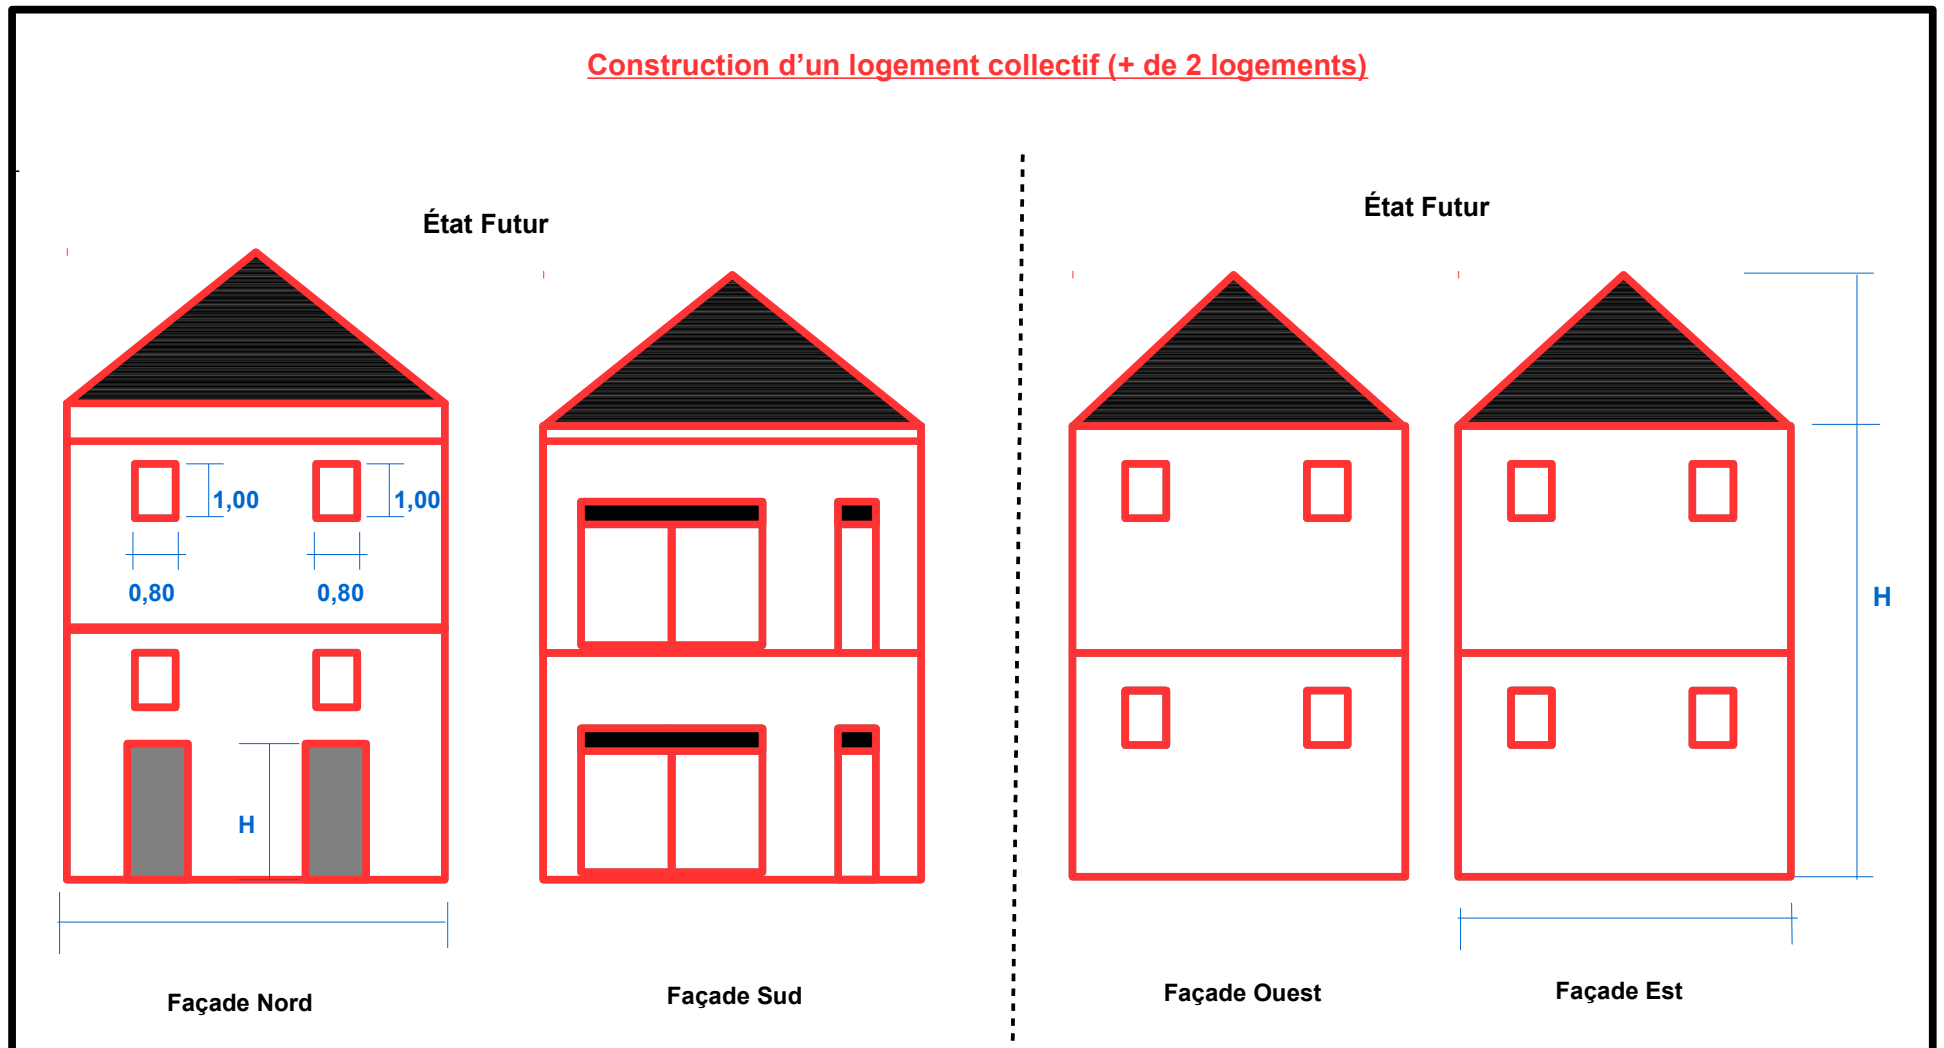 Construction d’un logement collectif (+ de 2 logements)
État Futur
État Futur
1,00
1,00
0,80
0,80
H
H
Façade Nord
Façade Sud
Façade Ouest
Façade Est